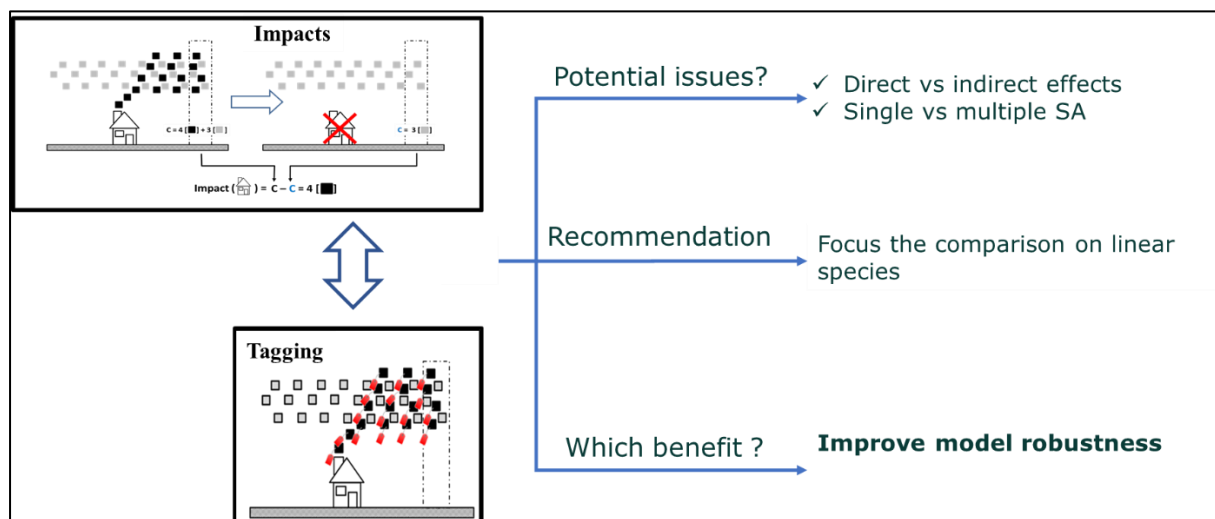 Impacts
C = 4 [ ] + 3 [ ]
C = 3 [ ]
Impact ( ) = C – C = 4 [ ]
Potential issues?
✓ Direct vs indirect effects
✓ Single vs multiple SA
Recommendation
Focus the comparison on linear
species
Tagging
Which benefit ?
Improve model robustness